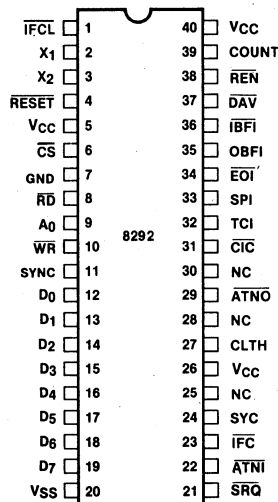 IFCL 1 40 VCC
X1 2 39 COUNT
X2 3 38 REN
RESET 4 37 DAV
VCC 5 36 IBFI
CS 6 35 OBFI
GND 7 34 EOI
RD 8 33 SPI
A0 9 32 TCI
8292
WR 10 31 CIC
SYNC 11 30 NC
D0 12 29 ATNO
D1 13 28 NC
D2 14 27 CLTH
D3 15 26 VCC
D4 16 25 NC
D5 17 24 SYC
D6 18 23 IFC
D7 19 22 ATNI
VSS 20 21 SRQ